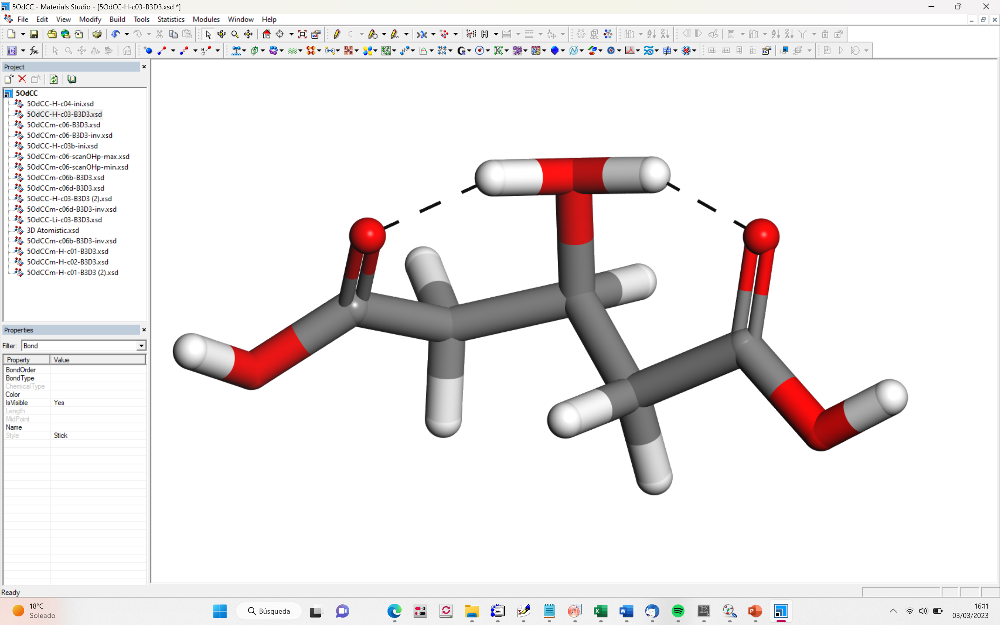 5OdCC - Materials Studio - [5OdCC-H-c03-B3D3.xsd *]
File Edit View Modify Build Tools Statistics Modules Window Help
Project
5OdCC
5OdCC-H-c04-ini.xsd
5OdCC-H-c03-B3D3.xsd
5OdCCm-c06-B3D3.xsd
5OdCCm-c06-B3D3-inv.xsd
5OdCC-H-c03b-ini.xsd
5OdCCm-c06-scanOHp-max.xsd
5OdCCm-c06-scanOHp-min.xsd
5OdCCm-c06b-B3D3.xsd
5OdCCm-c06d-B3D3.xsd
5OdCC-H-c03-B3D3 (2).xsd
5OdCCm-c06d-B3D3-inv.xsd
5OdCC-Li-c03-B3D3.xsd
3D Atomistic.xsd
5OdCCm-c06b-B3D3-inv.xsd
5OdCCm-H-c01-B3D3.xsd
5OdCCm-H-c02-B3D3.xsd
5OdCCm-H-c01-B3D3 (2).xsd
Properties
Filter: Bond
Property Value
BondOrder
BondType
ChemicalType
Color
IsVisible Yes
Length
MidPoint
Name
Style Stick
Ready
18°C
Soleado
Búsqueda
16:11
03/03/2023